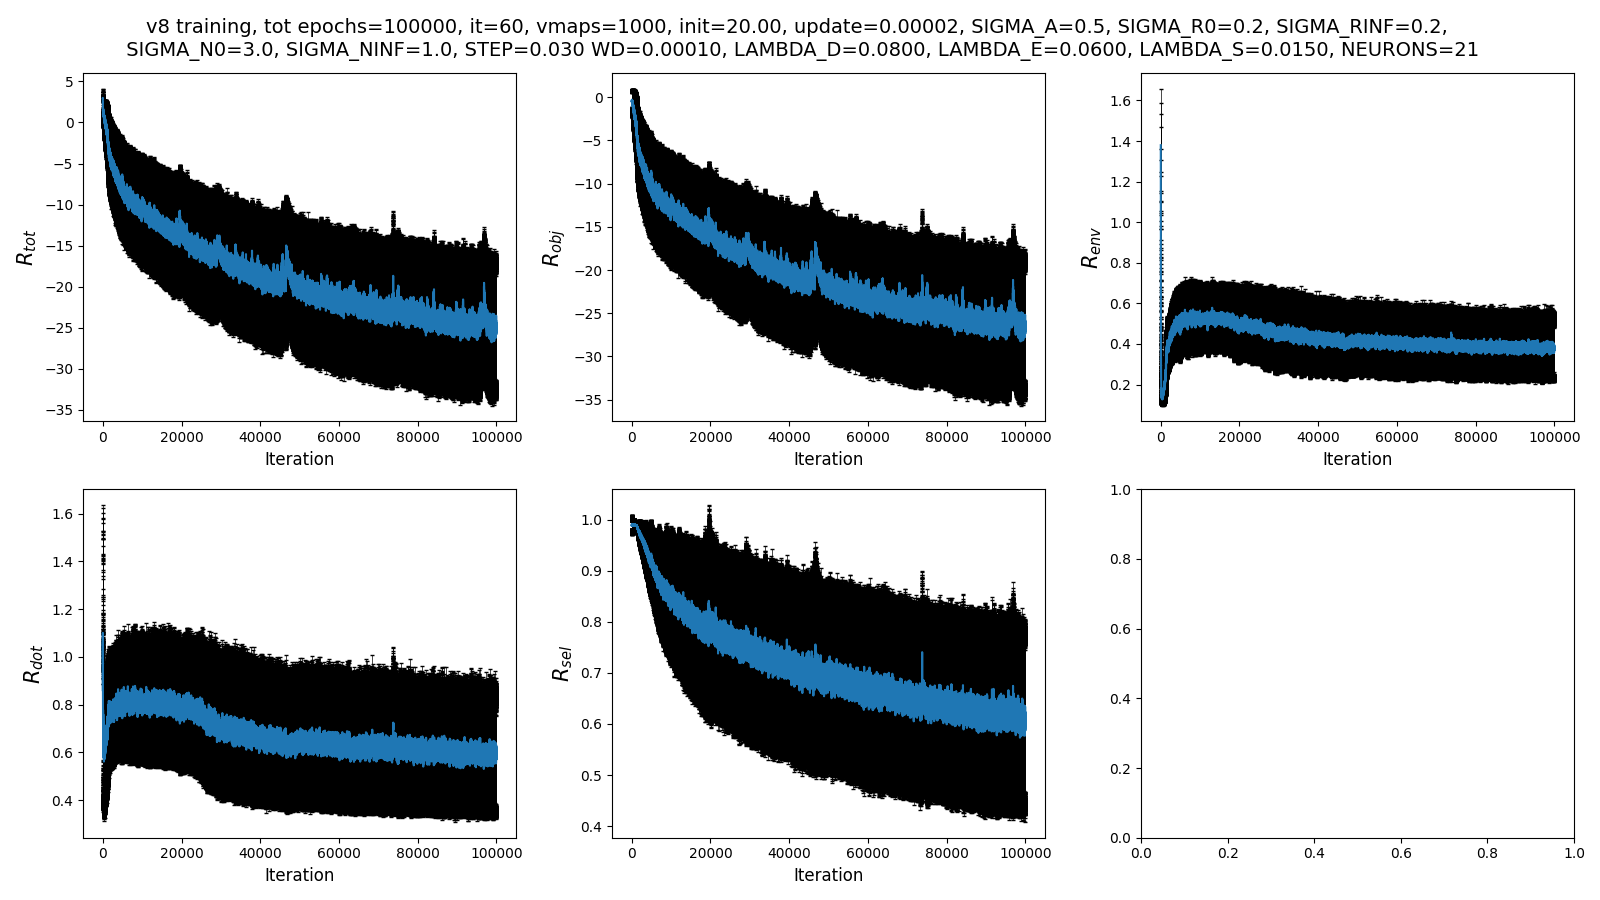 v8 training, tot epochs=100000, it=60, vmaps=1000, init=20.00, update=0.00002, SIGMA_A=0.5, SIGMA_R0=0.2, SIGMA_RINF=0.2,
SIGMA_N0=3.0, SIGMA_NINF=1.0, STEP=0.030 WD=0.00010, LAMBDA_D=0.0800, LAMBDA_E=0.0600, LAMBDA_S=0.0150, NEURONS=21
R_tot
5
0
−5
−10
−15
−20
−25
−30
−35
0 20000 40000 60000 80000 100000
Iteration
R_obj
0
−5
−10
−15
−20
−25
−30
−35
0 20000 40000 60000 80000 100000
Iteration
R_env
1.6
1.4
1.2
1.0
0.8
0.6
0.4
0.2
0 20000 40000 60000 80000 100000
Iteration
R_dot
1.6
1.4
1.2
1.0
0.8
0.6
0.4
0 20000 40000 60000 80000 100000
Iteration
R_sel
1.0
0.9
0.8
0.7
0.6
0.5
0.4
0 20000 40000 60000 80000 100000
Iteration
1.0
0.8
0.6
0.4
0.2
0.0
0.0 0.2 0.4 0.6 0.8 1.0